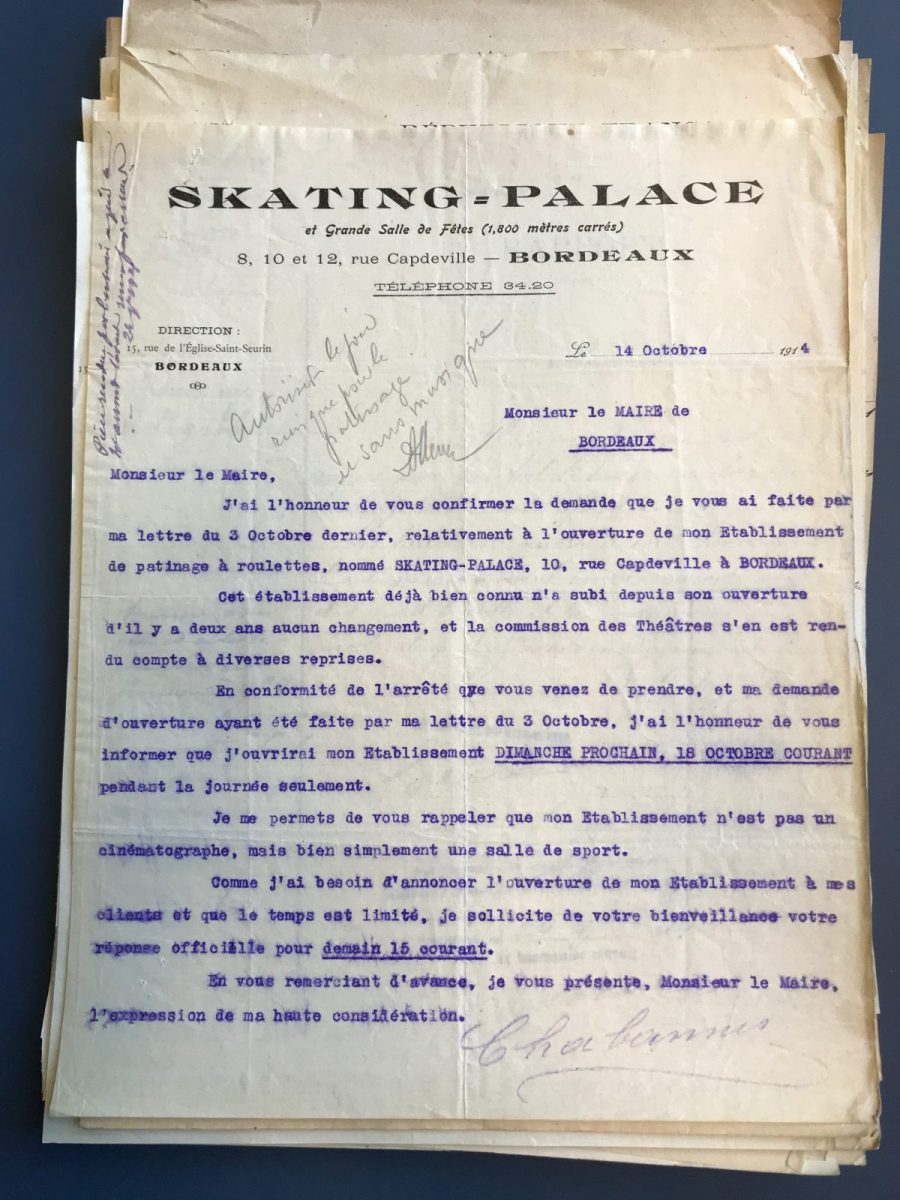 SKATING=PALACE
et Grande Salle de Fêtes (1,800 mètres carrés)
8, 10 et 12, rue Capdeville — BORDEAUX
TÉLÉPHONE 34.20
DIRECTION :
15, rue de l'Église-Saint-Seurin
BORDEAUX
Autorisé le jour
rien que pour le
patinage
et sans musique
Le 14 Octobre 1914
Monsieur le MAIRE de
BORDEAUX
Monsieur le Maire,
J'ai l'honneur de vous confirmer la demande que je vous ai faite par
ma lettre du 3 Octobre dernier, relativement à l'ouverture de mon Etablissement
de patinage à roulettes, nommé SKATING-PALACE, 10, rue Capdeville à BORDEAUX.
Cet établissement déjà bien connu n'a subi depuis son ouverture
d'il y a deux ans aucun changement, et la commission des Théâtres s'en est ren-
du compte à diverses reprises.
En conformité de l'arrêté que vous venez de prendre, et ma demande
d'ouverture ayant été faite par ma lettre du 3 Octobre, j'ai l'honneur de vous
informer que j'ouvrirai mon Etablissement DIMANCHE PROCHAIN, 18 OCTOBRE COURANT
pendant la journée seulement.
Je me permets de vous rappeler que mon Etablissement n'est pas un
cinématographe, mais bien simplement une salle de sport.
Comme j'ai besoin d'annoncer l'ouverture de mon Etablissement à mes
clients et que le temps est limité, je sollicite de votre bienveillance votre
réponse officielle pour demain 15 courant.
En vous remerciant d'avance, je vous présente, Monsieur le Maire,
l'expression de ma haute considération.
Chabannes